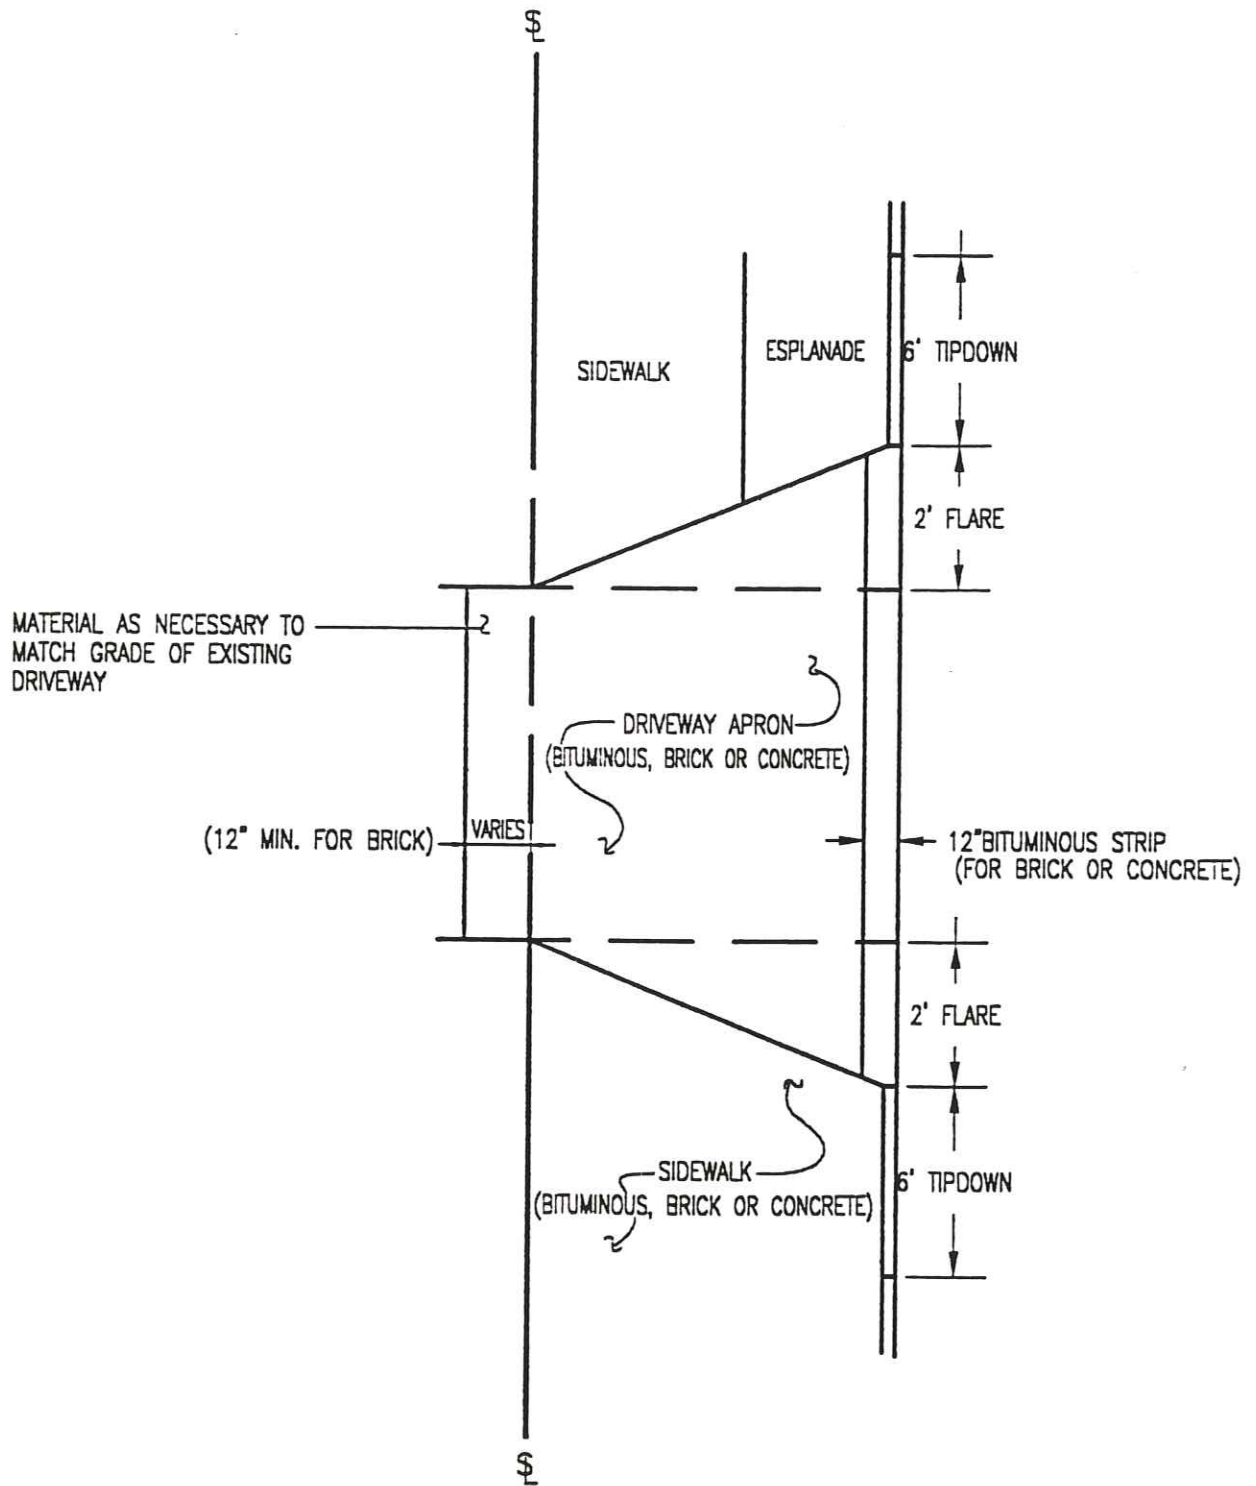 SL
ESPLANADE
6' TIPDOWN
SIDEWALK
2' FLARE
MATERIAL AS NECESSARY TO
MATCH GRADE OF EXISTING
DRIVEWAY
DRIVEWAY APRON
(BITUMINOUS, BRICK OR CONCRETE)
(12" MIN. FOR BRICK)
VARIES
12"BITUMINOUS STRIP
(FOR BRICK OR CONCRETE)
2' FLARE
SIDEWALK
(BITUMINOUS, BRICK OR CONCRETE)
6' TIPDOWN
SL